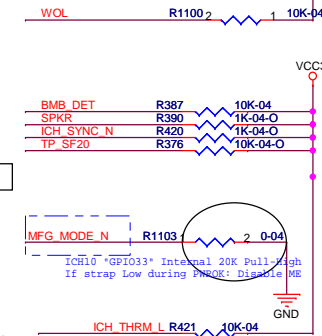 WOL R1100 2 1 10K-04
VCC3
BMB_DET R387 10K-04
SPKR R390 1K-04-O
ICH_SYNC_N R420 1K-04-O
TP_SF20 R376 10K-04-O
MFG_MODE_N R1103 1 2 0-04
ICH10 "GPIO33" Internal 20K Pull-High
If strap Low during PWROK: Disable ME
GND
ICH_THRM_L R421 10K-04